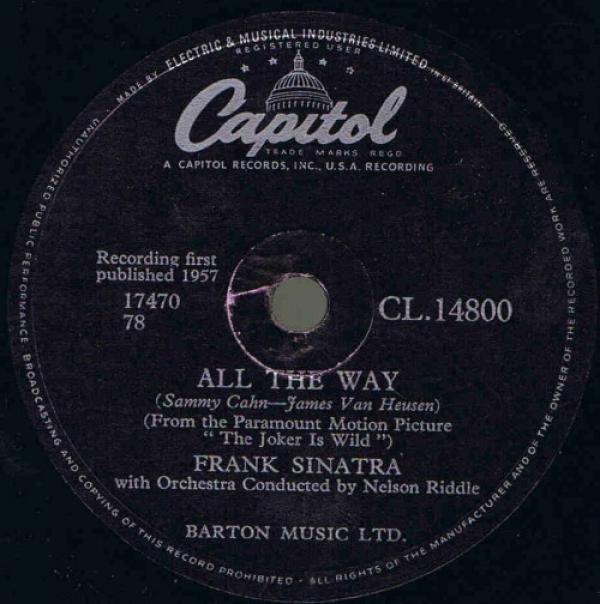 MADE BY ELECTRIC & MUSICAL INDUSTRIES LIMITED IN GT BRITAIN
REGISTERED USER
Capitol
TRADE MARKS REGD
A CAPITOL RECORDS, INC., U.S.A. RECORDING
Recording first
published 1957
17470
78
CL.14800
ALL THE WAY
(Sammy Cahn—James Van Heusen)
(From the Paramount Motion Picture
“ The Joker Is Wild ”)
FRANK SINATRA
with Orchestra Conducted by Nelson Riddle
BARTON MUSIC LTD.
UNAUTHORIZED PUBLIC PERFORMANCE BROADCASTING AND COPYING OF THIS RECORD PROHIBITED - ALL RIGHTS OF THE MANUFACTURER AND OF THE OWNER OF THE RECORDED WORK ARE RESERVED